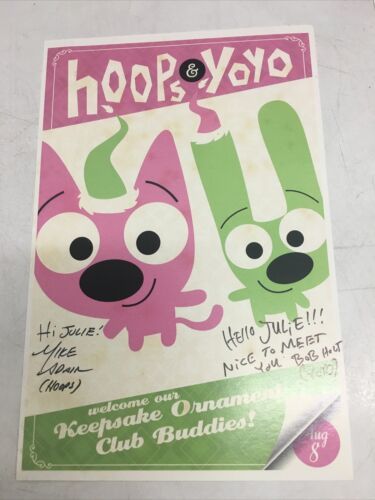 hoops & yoyo
Hi JULIE!
MIKE
ADAIR
(HOOPS)
HELLO JULIE!!!
NICE TO MEET
YOU BOB HOLT
(YOYO)
welcome our
Keepsake Ornament
Club Buddies!
Aug
8